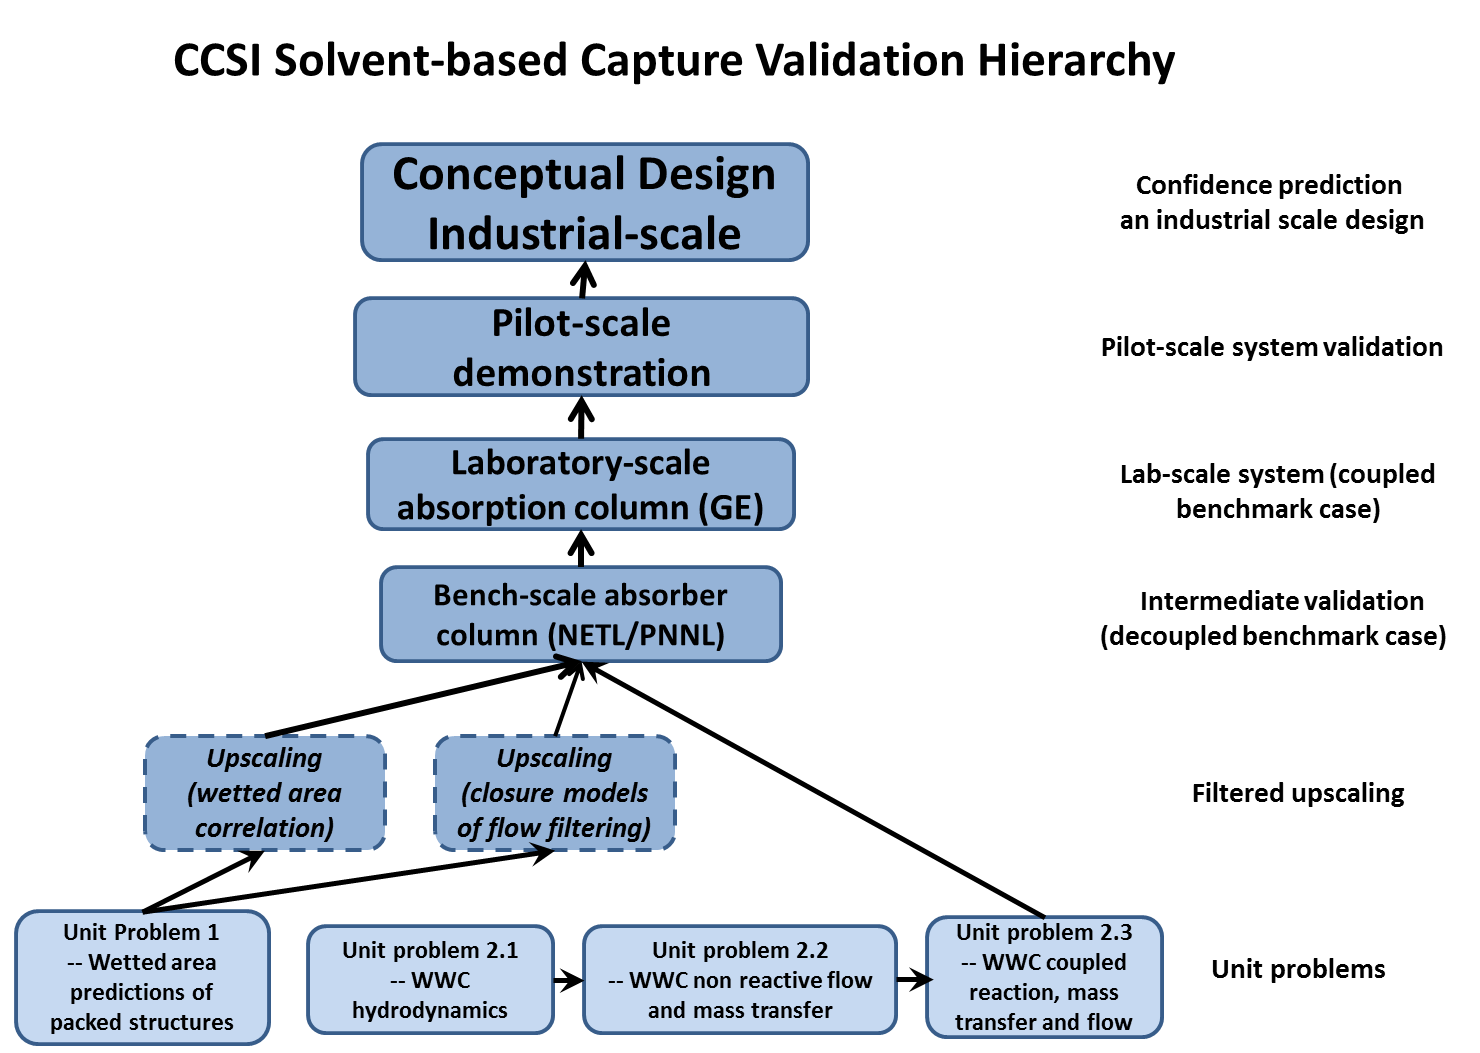 CCSI Solvent-based Capture Validation Hierarchy
Conceptual Design
Industrial-scale
Confidence prediction
an industrial scale design
Pilot-scale
demonstration
Pilot-scale system validation
Laboratory-scale
absorption column (GE)
Lab-scale system (coupled
benchmark case)
Bench-scale absorber
column (NETL/PNNL)
Intermediate validation
(decoupled benchmark case)
Upscaling
(wetted area
correlation)
Upscaling
(closure models
of flow filtering)
Filtered upscaling
Unit Problem 1
-- Wetted area
predictions of
packed structures
Unit problem 2.1
-- WWC
hydrodynamics
Unit problem 2.2
-- WWC non reactive flow
and mass transfer
Unit problem 2.3
-- WWC coupled
reaction, mass
transfer and flow
Unit problems